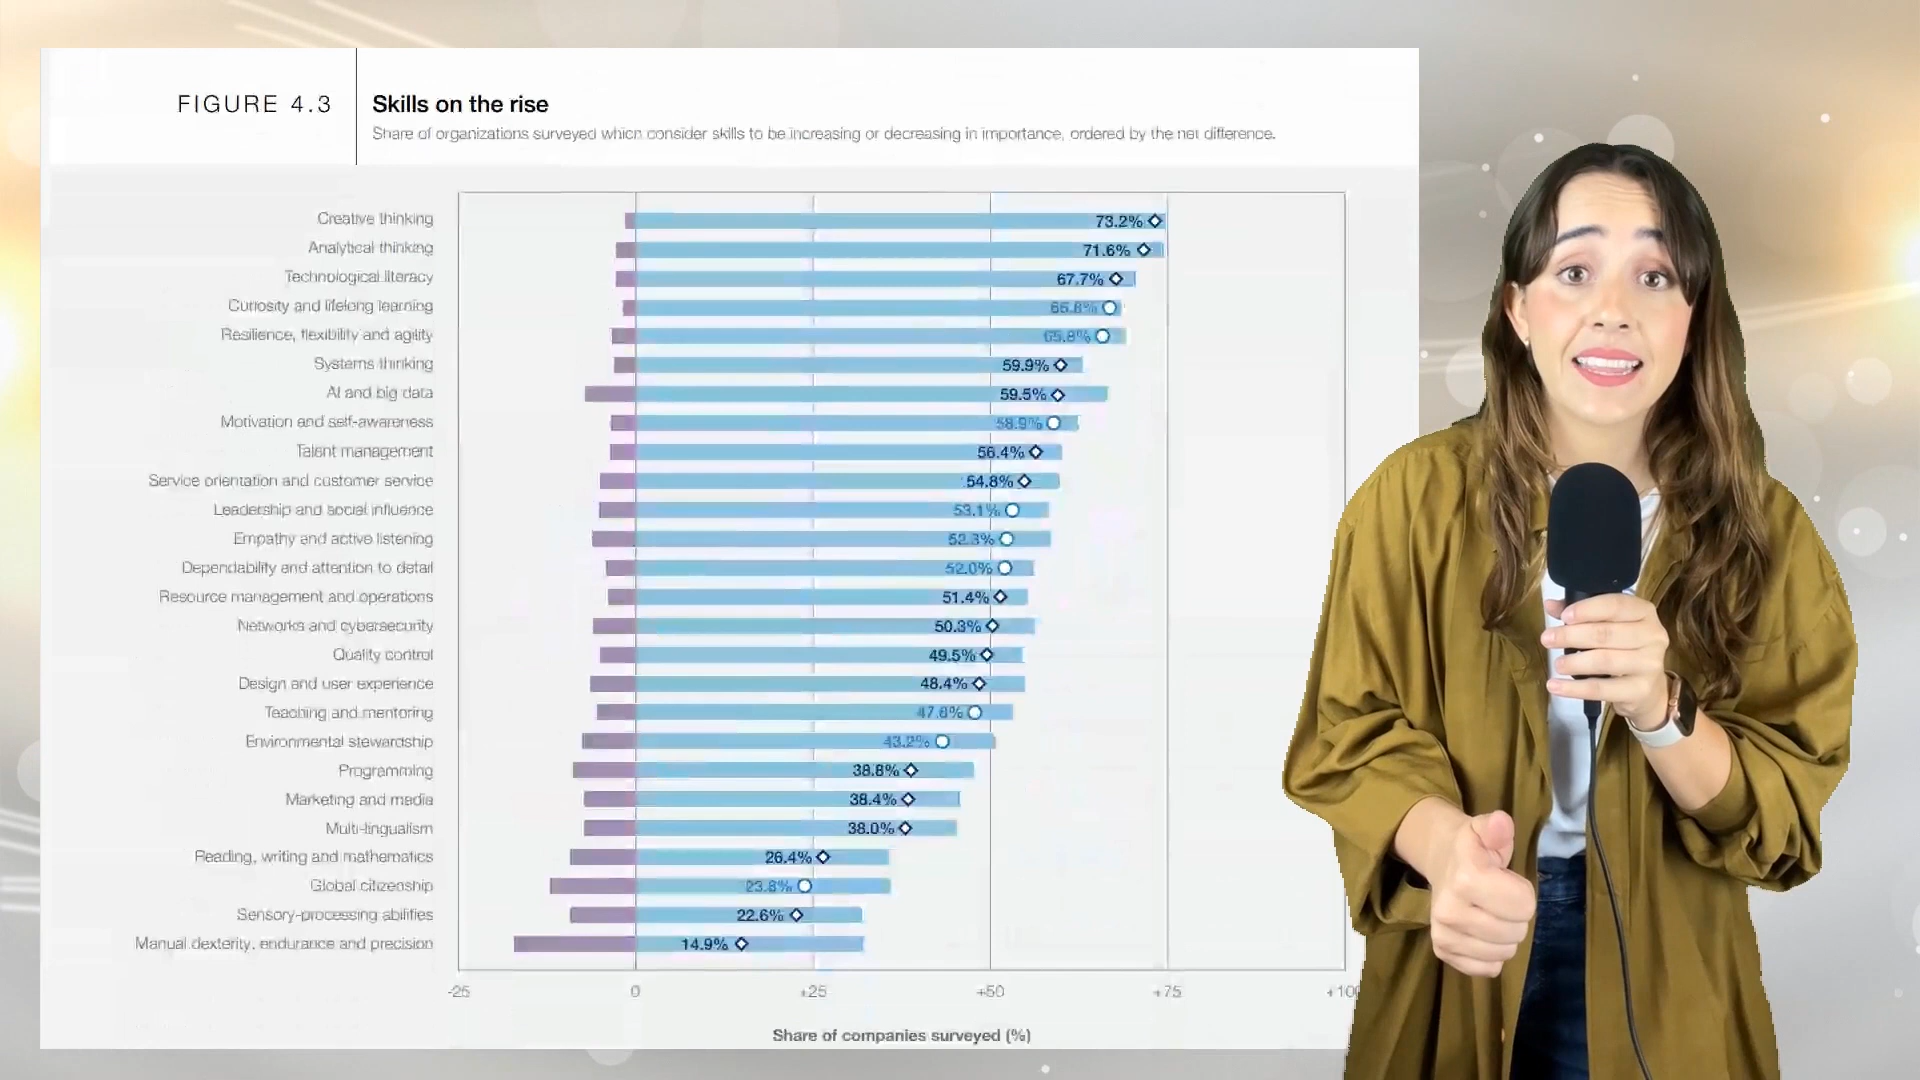 FIGURE 4.3
Skills on the rise
Share of organizations surveyed which consider skills to be increasing or decreasing in importance, ordered by the net difference.
Creative thinking 73.2%
Analytical thinking 71.6%
Technological literacy 67.7%
Curiosity and lifelong learning
Resilience, flexibility and agility 65.8%
Systems thinking 59.9%
AI and big data 59.5%
Motivation and self-awareness 58.9%
Talent management 56.4%
Service orientation and customer service 54.8%
Leadership and social influence 53.1%
Empathy and active listening 52.3%
Dependability and attention to detail 52.0%
Resource management and operations 51.4%
Networks and cybersecurity 50.3%
Quality control 49.5%
Design and user experience 48.4%
Teaching and mentoring 47.6%
Environmental stewardship 43.2%
Programming 38.8%
Marketing and media 38.4%
Multi-lingualism 38.0%
Reading, writing and mathematics 26.4%
Global citizenship 23.8%
Sensory-processing abilities 22.6%
Manual dexterity, endurance and precision 14.9%
-25 0 +25 +50 +75
Share of companies surveyed (%)